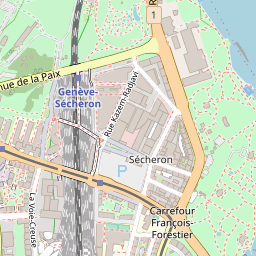 1
R
nue de la Paix
Genève-
Sécheron
Rue Kazem-Radjavi
Sécheron
P
La Voie-Creuse
Carrefour
François-
Forestier